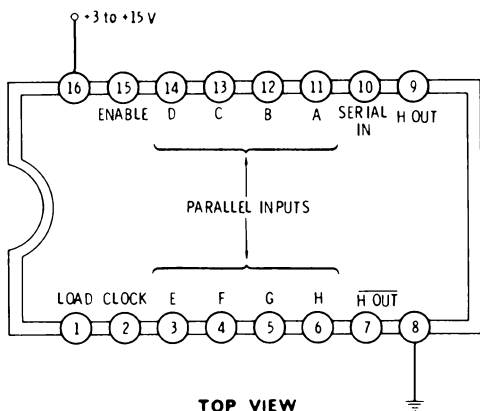 +3 to +15 V
16 15 14 13 12 11 10 9
ENABLE D C B A SERIAL IN H OUT
PARALLEL INPUTS
LOAD CLOCK E F G H H OUT
1 2 3 4 5 6 7 8
TOP VIEW